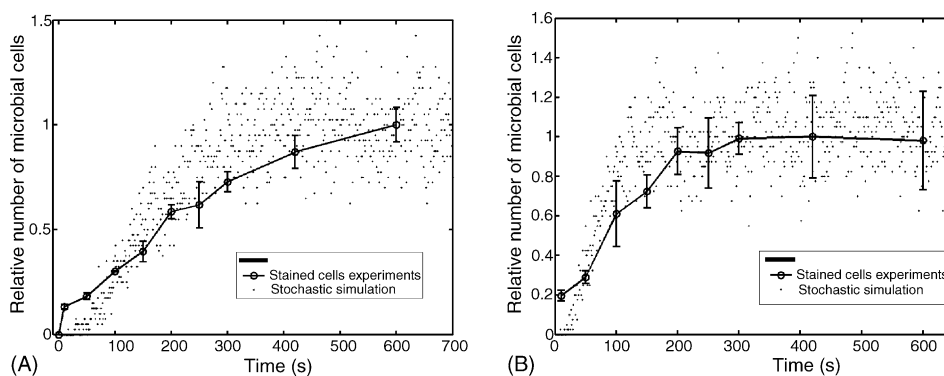 1.5
1
0.5
0
0
100
200
300
400
500
600
700
Relative number of microbial cells
Time (s)
Stained cells experiments
Stochastic simulation
(A)
1.6
1.4
1.2
1
0.8
0.6
0.4
0.2
0
0
100
200
300
400
500
600
Relative number of microbial cells
Time (s)
Stained cells experiments
Stochastic simulation
(B)